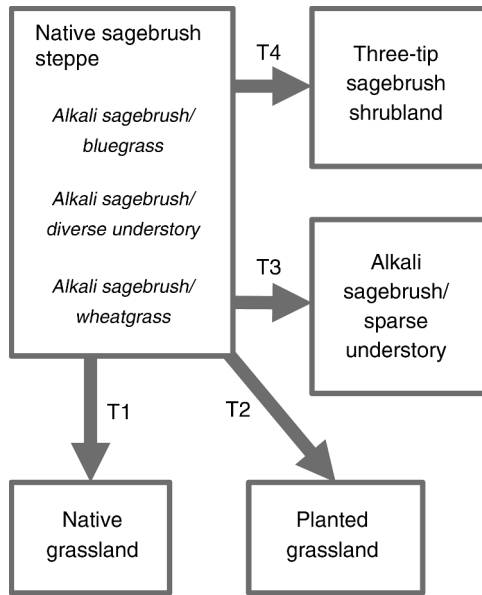 Native sagebrush
steppe
Alkali sagebrush/
bluegrass
Alkali sagebrush/
diverse understory
Alkali sagebrush/
wheatgrass
T4
Three-tip
sagebrush
shrubland
T3
Alkali
sagebrush/
sparse
understory
T1
T2
Native
grassland
Planted
grassland